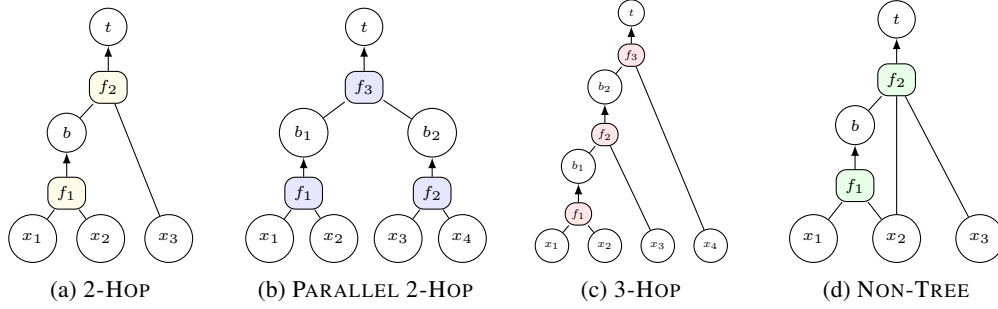 t
f₂
b
f₁
x₁ x₂ x₃
(a) 2-HOP
t
f₃
b₁ b₂
f₁ f₂
x₁ x₂ x₃ x₄
(b) PARALLEL 2-HOP
t
f₃
b₂
f₂
b₁
f₁
x₁ x₂ x₃ x₄
(c) 3-HOP
t
f₂
b
f₁
x₁ x₂ x₃
(d) NON-TREE